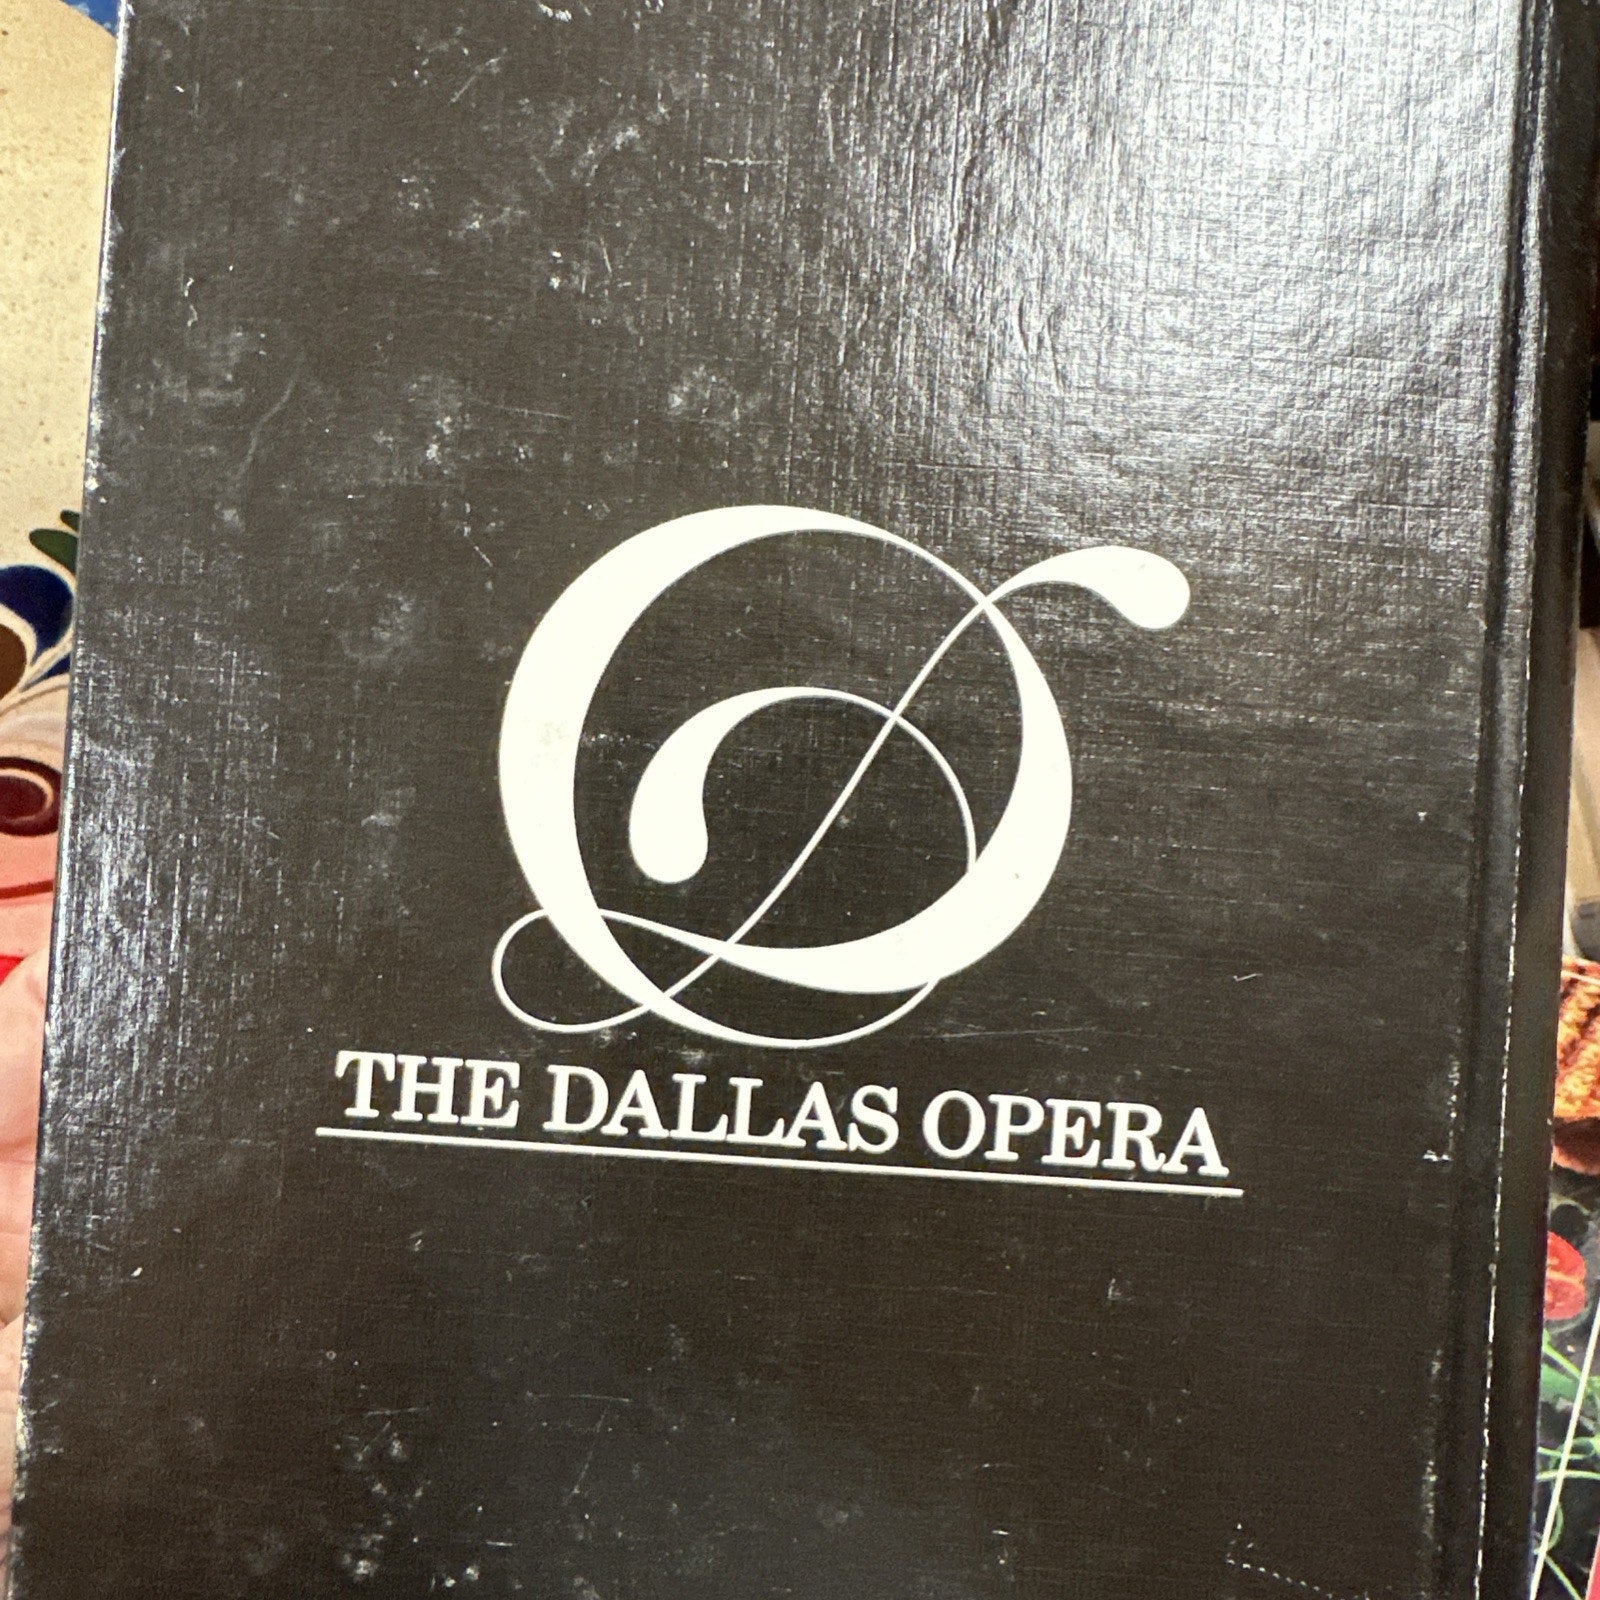 THE DALLAS OPERA